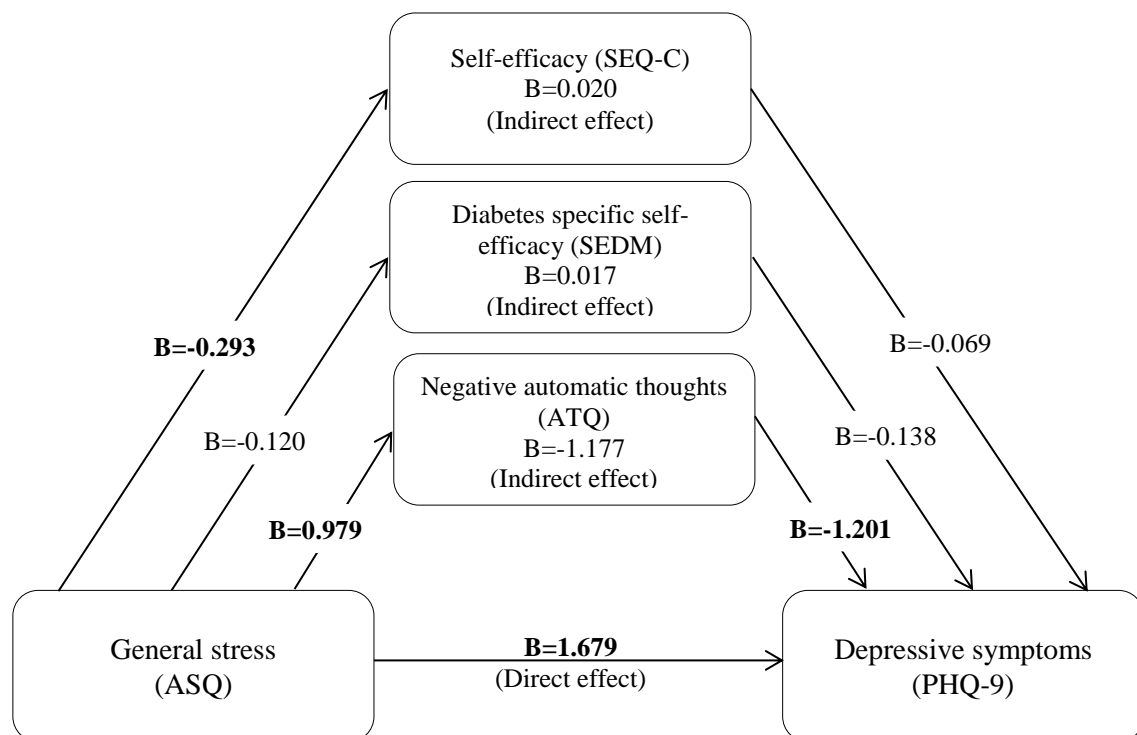 Self-efficacy (SEQ-C)
B=0.020
(Indirect effect)
Diabetes specific self-
efficacy (SEDM)
B=0.017
(Indirect effect)
B=-0.293
B=-0.069
Negative automatic thoughts
(ATQ)
B=-1.177
(Indirect effect)
B=-0.120
B=-0.138
B=0.979
B=-1.201
General stress
(ASQ)
B=1.679
(Direct effect)
Depressive symptoms
(PHQ-9)